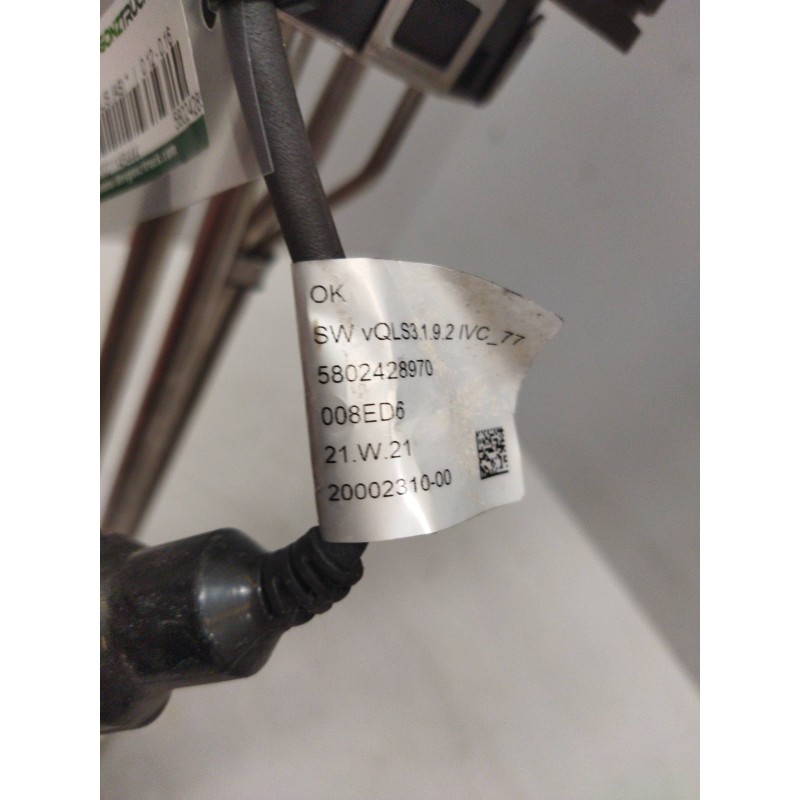 OK
SW vQLS3.1.9.2 IVC_77
5802428970
008ED6
21.W.21
20002310-00